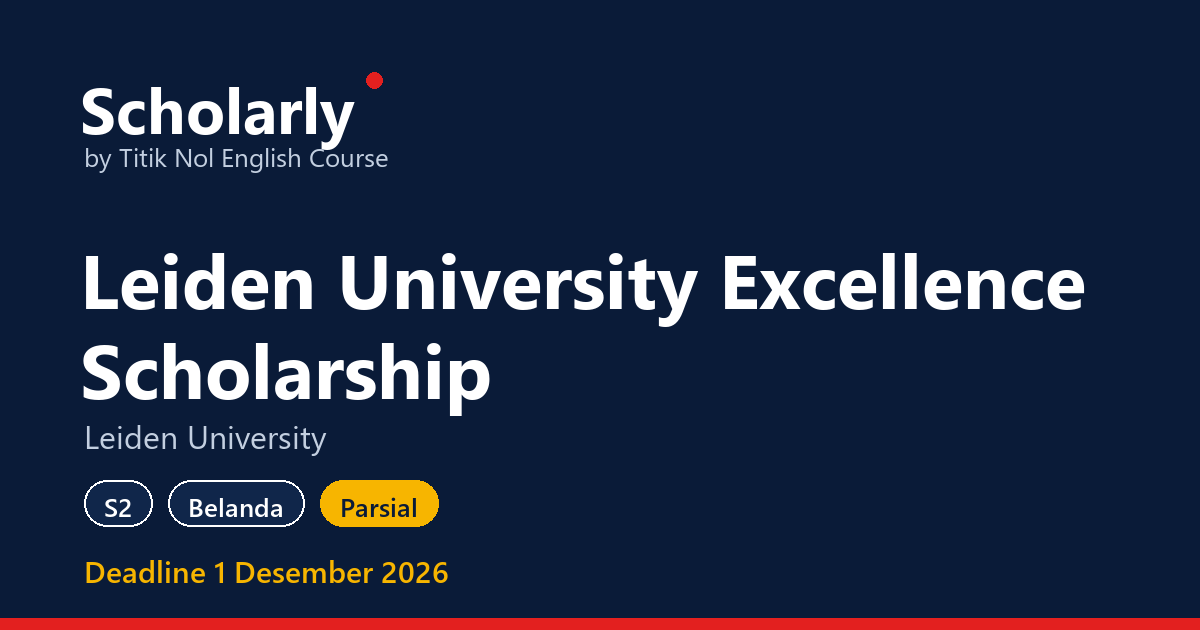 Scholarly
by Titik Nol English Course
Leiden University Excellence
Scholarship
Leiden University
S2 Belanda Parsial
Deadline 1 Desember 2026